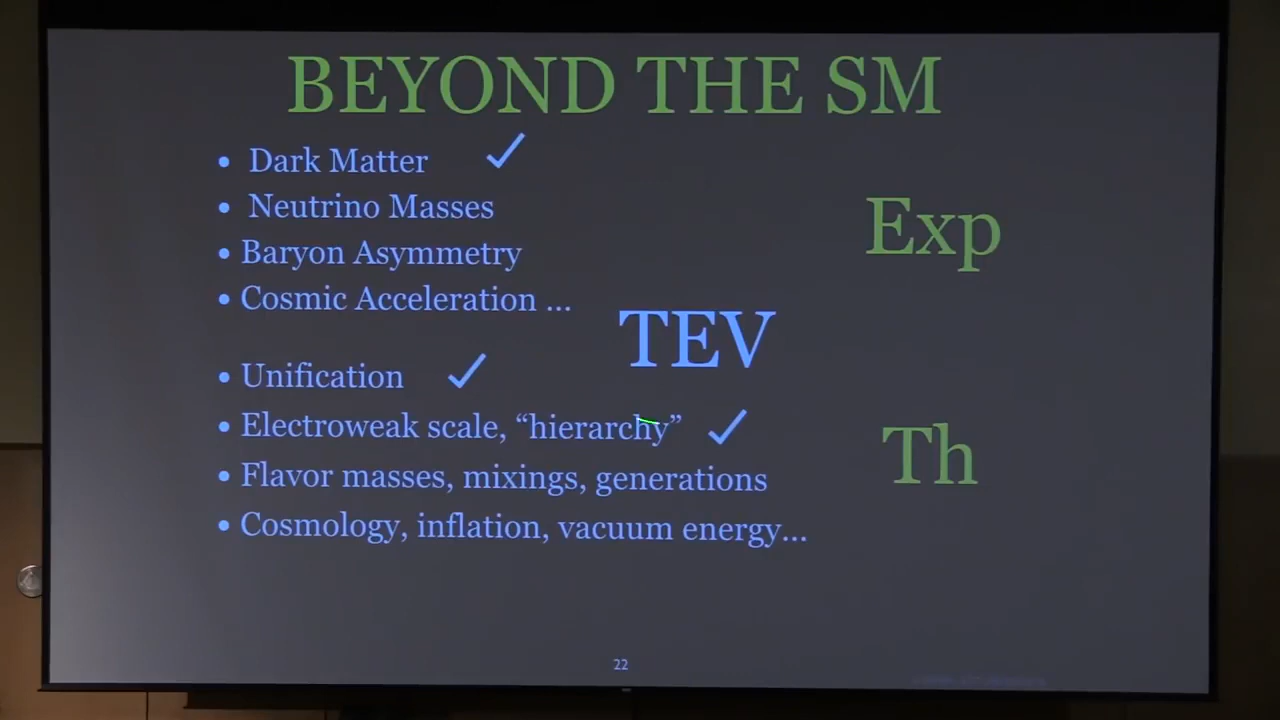 BEYOND THE SM
• Dark Matter ✓
• Neutrino Masses
• Baryon Asymmetry
• Cosmic Acceleration ...
Exp
TEV
• Unification ✓
• Electroweak scale, “hierarchy” ✓
• Flavor masses, mixings, generations
• Cosmology, inflation, vacuum energy...
Th
22